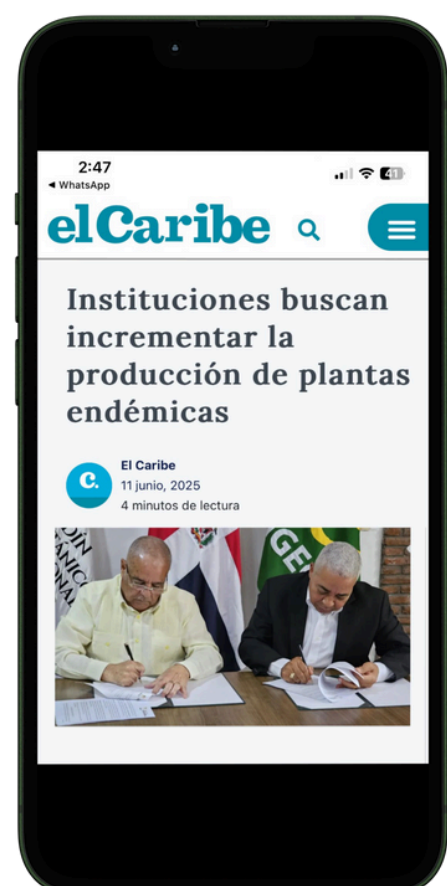 2:47
41
◄ WhatsApp
elCaribe
Instituciones buscan
incrementar la
producción de plantas
endémicas
C.
El Caribe
11 junio, 2025
4 minutos de lectura